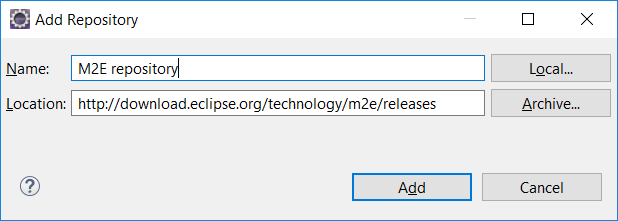 Add Repository
Name: M2E repository Local...
Location: http://download.eclipse.org/technology/m2e/releases Archive...
? Add Cancel